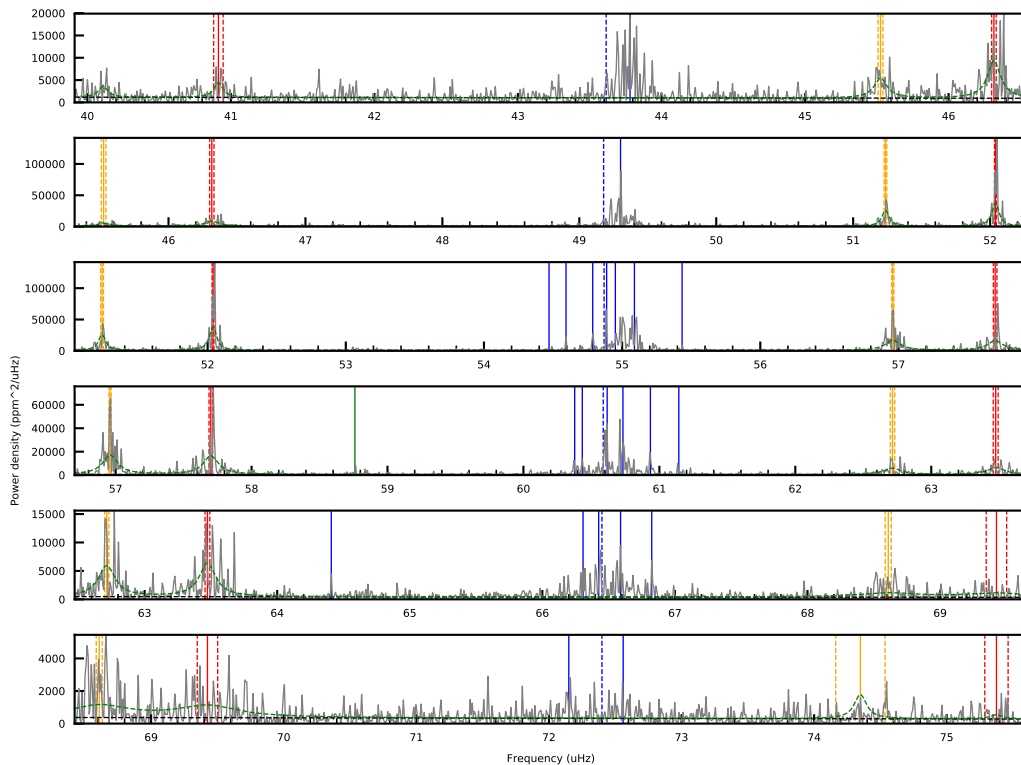 20000
15000
10000
5000
0
40 41 42 43 44 45 46
100000
50000
0
46 47 48 49 50 51 52
100000
50000
0
52 53 54 55 56 57
60000
40000
20000
0
57 58 59 60 61 62 63
15000
10000
5000
0
63 64 65 66 67 68 69
4000
2000
0
69 70 71 72 73 74 75
Power density (ppm^2/uHz)
Frequency (uHz)